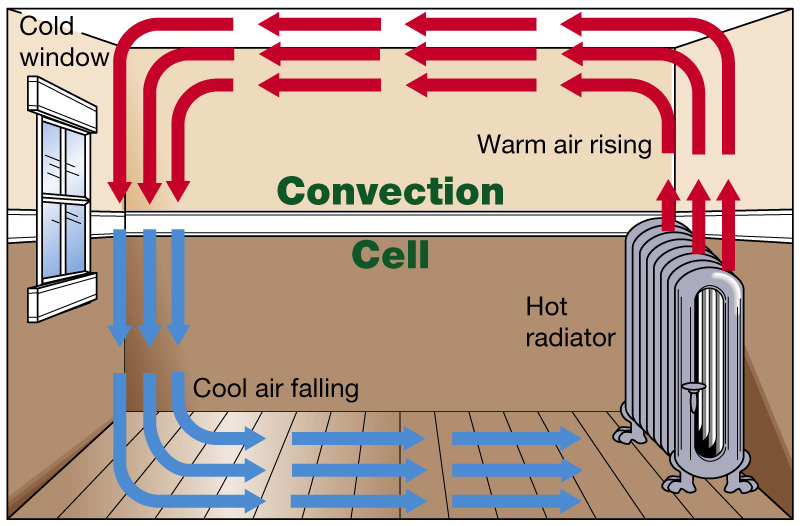 Cold
window
Warm air rising
Convection
Cell
Hot
radiator
Cool air falling